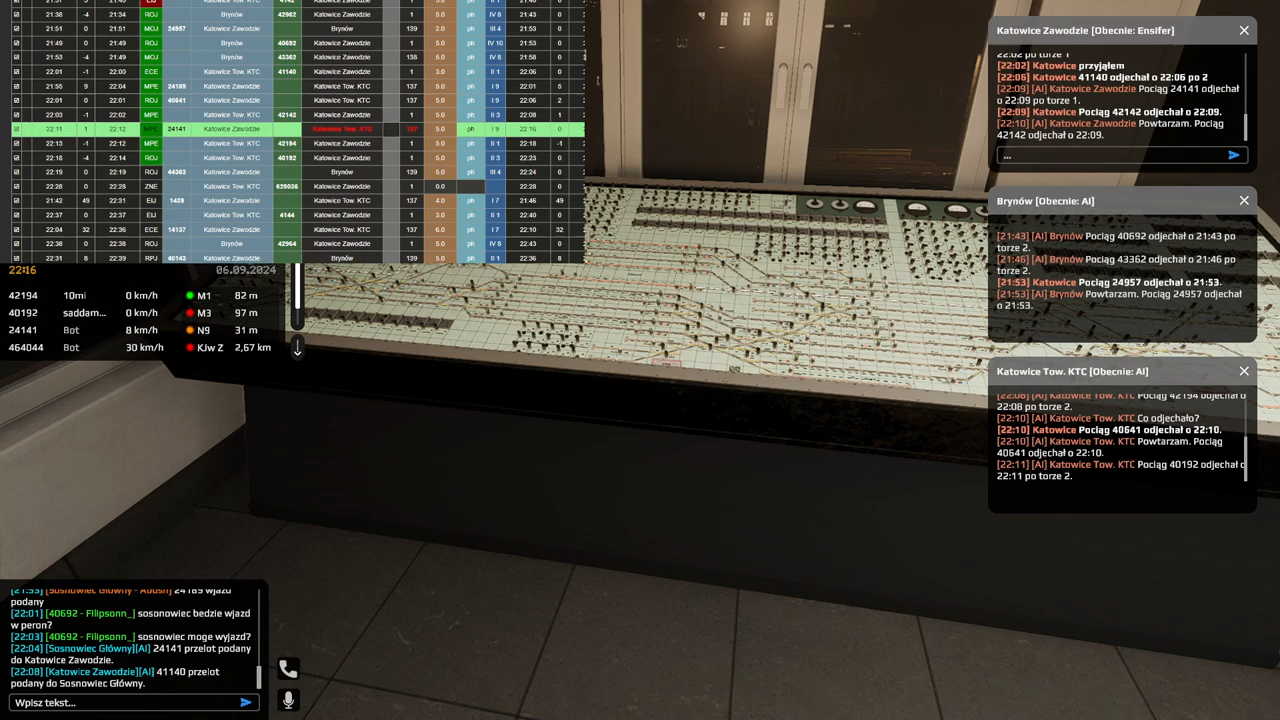 21:38 -4 21:34 ROJ Brynów 42962 Katowice Zawodzie 1 5.0 ph IV 8 21:43 0
21:51 0 21:51 MOJ 24957 Katowice Zawodzie Brynów 139 2.0 ph III 4 21:53 0
21:49 0 21:49 ROJ Brynów 40692 Katowice Zawodzie 1 5.0 ph IV 10 21:53 0
21:53 -4 21:49 MOJ Brynów 43362 Katowice Zawodzie 138 5.0 ph IV 8 21:58 0
22:01 -1 22:00 ECE Katowice Tow. KTC 41140 Katowice Zawodzie 1 3.0 ph II 1 22:06 0
21:55 9 22:04 MPE 24189 Katowice Zawodzie Katowice Tow. KTC 137 5.0 ph I 9 22:01 5
22:01 0 22:01 ROJ 40641 Katowice Zawodzie Katowice Tow. KTC 137 5.0 ph I 9 22:06 2
22:03 -1 22:02 MPE Katowice Tow. KTC 42142 Katowice Zawodzie 1 5.0 ph II 3 22:08 1
22:11 1 22:12 MPE 24141 Katowice Zawodzie Katowice Tow. KTC 137 5.0 ph I 9 22:16 0
22:13 -1 22:12 MPE Katowice Tow. KTC 42194 Katowice Zawodzie 1 5.0 ph II 1 22:18 -1
22:18 -4 22:14 ROJ Katowice Tow. KTC 40192 Katowice Zawodzie 1 5.0 ph II 3 22:23 0
22:19 0 22:19 ROJ 44363 Katowice Zawodzie Brynów 139 5.0 ph III 4 22:24 0
22:28 0 22:28 ZNE Katowice Tow. KTC 629036 Katowice Zawodzie 1 0.0 22:28 0
21:42 49 22:31 EIJ 1439 Katowice Zawodzie Katowice Tow. KTC 137 4.0 ph I 7 21:46 49
22:37 0 22:37 EIJ Katowice Tow. KTC 4144 Katowice Zawodzie 1 3.0 ph II 1 22:40 0
22:04 32 22:36 ECE 14137 Katowice Zawodzie Katowice Tow. KTC 137 6.0 ph I 7 22:10 32
22:38 0 22:38 ROJ Brynów 42964 Katowice Zawodzie 1 5.0 ph IV 8 22:43 0
22:31 8 22:39 RPJ 40143 Katowice Zawodzie Brynów 139 5.0 ph II 1 22:36 8
22:16 06.09.2024
42194 10mi 0 km/h M1 82 m
40192 saddam... 0 km/h M3 97 m
24141 Bot 8 km/h N9 31 m
464044 Bot 30 km/h KJw Z 2,67 km
[21:53] [Sosnowiec Główny - Abush] 24189 wjazd
podany
[22:01] [40692 - Filipsonn_] sosonowiec bedzie wjazd
w peron?
[22:03] [40692 - Filipsonn_] sosnowiec moge wyjazd?
[22:04] [Sosnowiec Główny][AI] 24141 przelot podany
do Katowice Zawodzie.
[22:08] [Katowice Zawodzie][AI] 41140 przelot
podany do Sosnowiec Główny.
Wpisz tekst...
Katowice Zawodzie [Obecnie: Ensifer]
22:02 po torze 1
[22:02] Katowice przyjąłem
[22:06] Katowice 41140 odjechał o 22:06 po 2
[22:09] [AI] Katowice Zawodzie Pociąg 24141 odjechał
o 22:09 po torze 1.
[22:09] Katowice Pociąg 42142 odjechał o 22:09.
[22:10] [AI] Katowice Zawodzie Powtarzam. Pociąg
42142 odjechał o 22:09.
...
Brynów [Obecnie: AI]
[21:43] [AI] Brynów Pociąg 40692 odjechał o 21:43 po
torze 2.
[21:46] [AI] Brynów Pociąg 43362 odjechał o 21:46 po
torze 2.
[21:53] Katowice Pociąg 24957 odjechał o 21:53.
[21:53] [AI] Brynów Powtarzam. Pociąg 24957 odjechał
o 21:53.
Katowice Tow. KTC [Obecnie: AI]
[22:08] [AI] Katowice Tow. KTC Pociąg 42194 odjechał o
22:08 po torze 2.
[22:10] [AI] Katowice Tow. KTC Co odjechało?
[22:10] Katowice Pociąg 40641 odjechał o 22:10.
[22:10] [AI] Katowice Tow. KTC Powtarzam. Pociąg
40641 odjechał o 22:10.
[22:11] [AI] Katowice Tow. KTC Pociąg 40192 odjechał o
22:11 po torze 2.